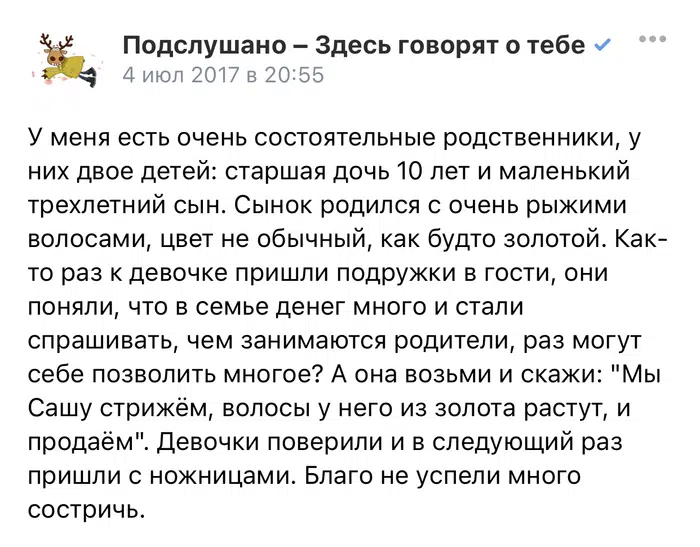 Подслушано – Здесь говорят о тебе
4 июл 2017 в 20:55
У меня есть очень состоятельные родственники, у
них двое детей: старшая дочь 10 лет и маленький
трехлетний сын. Сынок родился с очень рыжими
волосами, цвет не обычный, как будто золотой. Как-
то раз к девочке пришли подружки в гости, они
поняли, что в семье денег много и стали
спрашивать, чем занимаются родители, раз могут
себе позволить многое? А она возьми и скажи: "Мы
Сашу стрижём, волосы у него из золота растут, и
продаём". Девочки поверили и в следующий раз
пришли с ножницами. Благо не успели много
состричь.